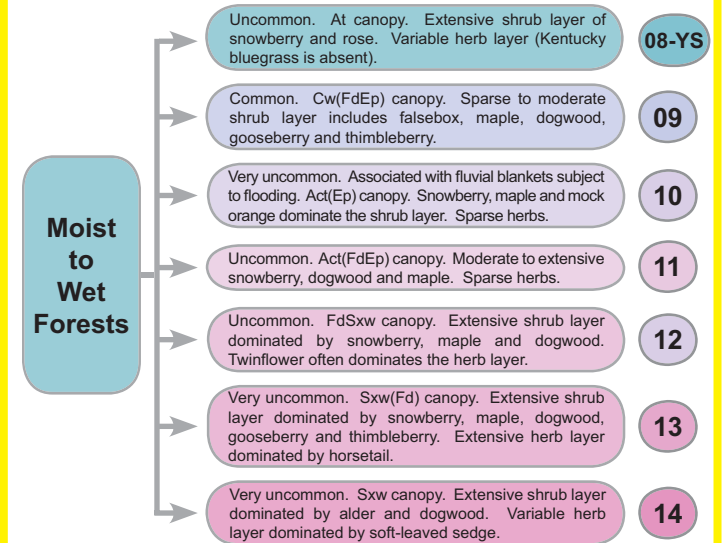 Uncommon. At canopy. Extensive shrub layer of
snowberry and rose. Variable herb layer (Kentucky
bluegrass is absent).
08-YS
Common. Cw(FdEp) canopy. Sparse to moderate
shrub layer includes falsebox, maple, dogwood,
gooseberry and thimbleberry.
09
Very uncommon. Associated with fluvial blankets subject
to flooding. Act(Ep) canopy. Snowberry, maple and mock
orange dominate the shrub layer. Sparse herbs.
10
Moist
to
Wet
Forests
Uncommon. Act(FdEp) canopy. Moderate to extensive
snowberry, dogwood and maple. Sparse herbs.
11
Uncommon. FdSxw canopy. Extensive shrub layer
dominated by snowberry, maple and dogwood.
Twinflower often dominates the herb layer.
12
Very uncommon. Sxw(Fd) canopy. Extensive shrub
layer dominated by snowberry, maple, dogwood,
gooseberry and thimbleberry. Extensive herb layer
dominated by horsetail.
13
Very uncommon. Sxw canopy. Extensive shrub layer
dominated by alder and dogwood. Variable herb
layer dominated by soft-leaved sedge.
14